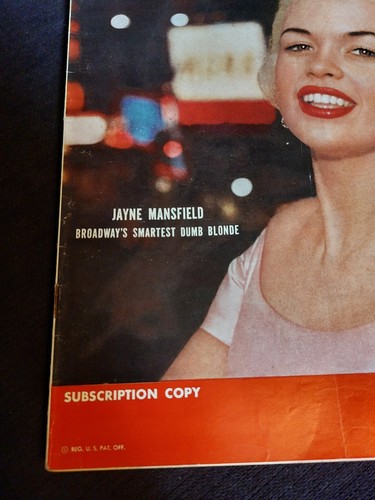 JAYNE MANSFIELD
BROADWAY'S SMARTEST DUMB BLONDE
SUBSCRIPTION COPY
© REG. U. S. PAT. OFF.